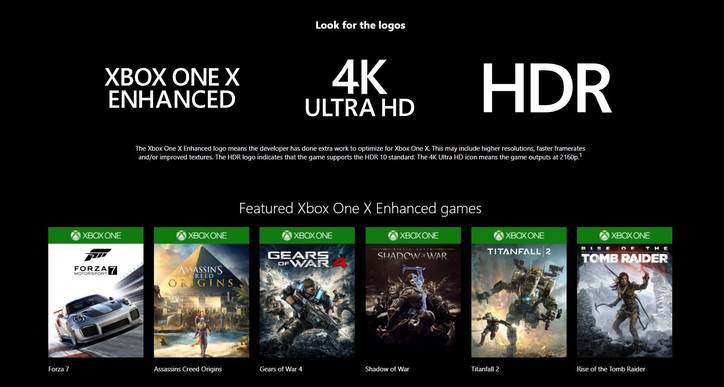 Look for the logos
XBOX ONE X
ENHANCED
4K
ULTRA HD
HDR
The Xbox One X Enhanced logo means the developer has done extra work to optimize for Xbox One X. This may include higher resolutions, faster framerates
and/or improved textures. The HDR logo indicates that the game supports the HDR 10 standard. The 4K Ultra HD icon means the game outputs at 2160p.¹
Featured Xbox One X Enhanced games
XBOX ONE
FORZA 7
MOTORSPORT
Forza 7
XBOX ONE
ASSASSIN'S
CREED
ORIGINS
Assassins Creed Origins
XBOX ONE
GEARS
OF WAR 4
Gears of War 4
XBOX ONE
SHADOW OF WAR
Shadow of War
XBOX ONE
TITANFALL 2
Titanfall 2
XBOX ONE
RISE OF THE
TOMB RAIDER
Rise of the Tomb Raider